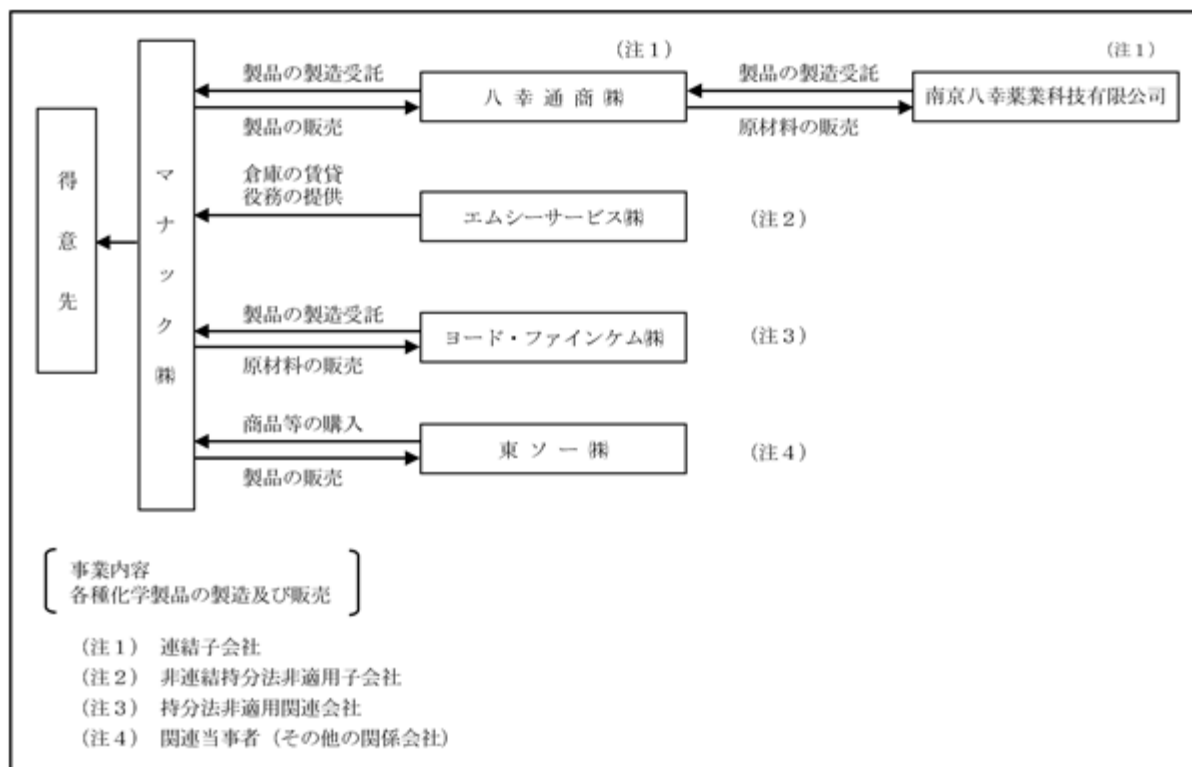 (注1)
(注1)
製品の製造受託
製品の製造受託
八幸通商㈱
南京八幸薬業科技有限公司
製品の販売
原材料の販売
得意先
マナック㈱
倉庫の賃貸
役務の提供
エムシーサービス㈱
(注2)
製品の製造受託
ヨード・ファインケム㈱
(注3)
原材料の販売
商品等の購入
東ソー㈱
(注4)
製品の販売
事業内容
各種化学製品の製造及び販売
(注1) 連結子会社
(注2) 非連結持分法非適用子会社
(注3) 持分法非適用関連会社
(注4) 関連当事者(その他の関係会社)